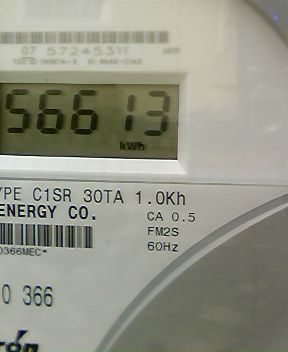 07 57245311
56613
kWh
YPE C1SR 30TA 1.0Kh
ENERGY CO.
CA 0.5
FM2S
60Hz
0366MEC*
0 366
rón